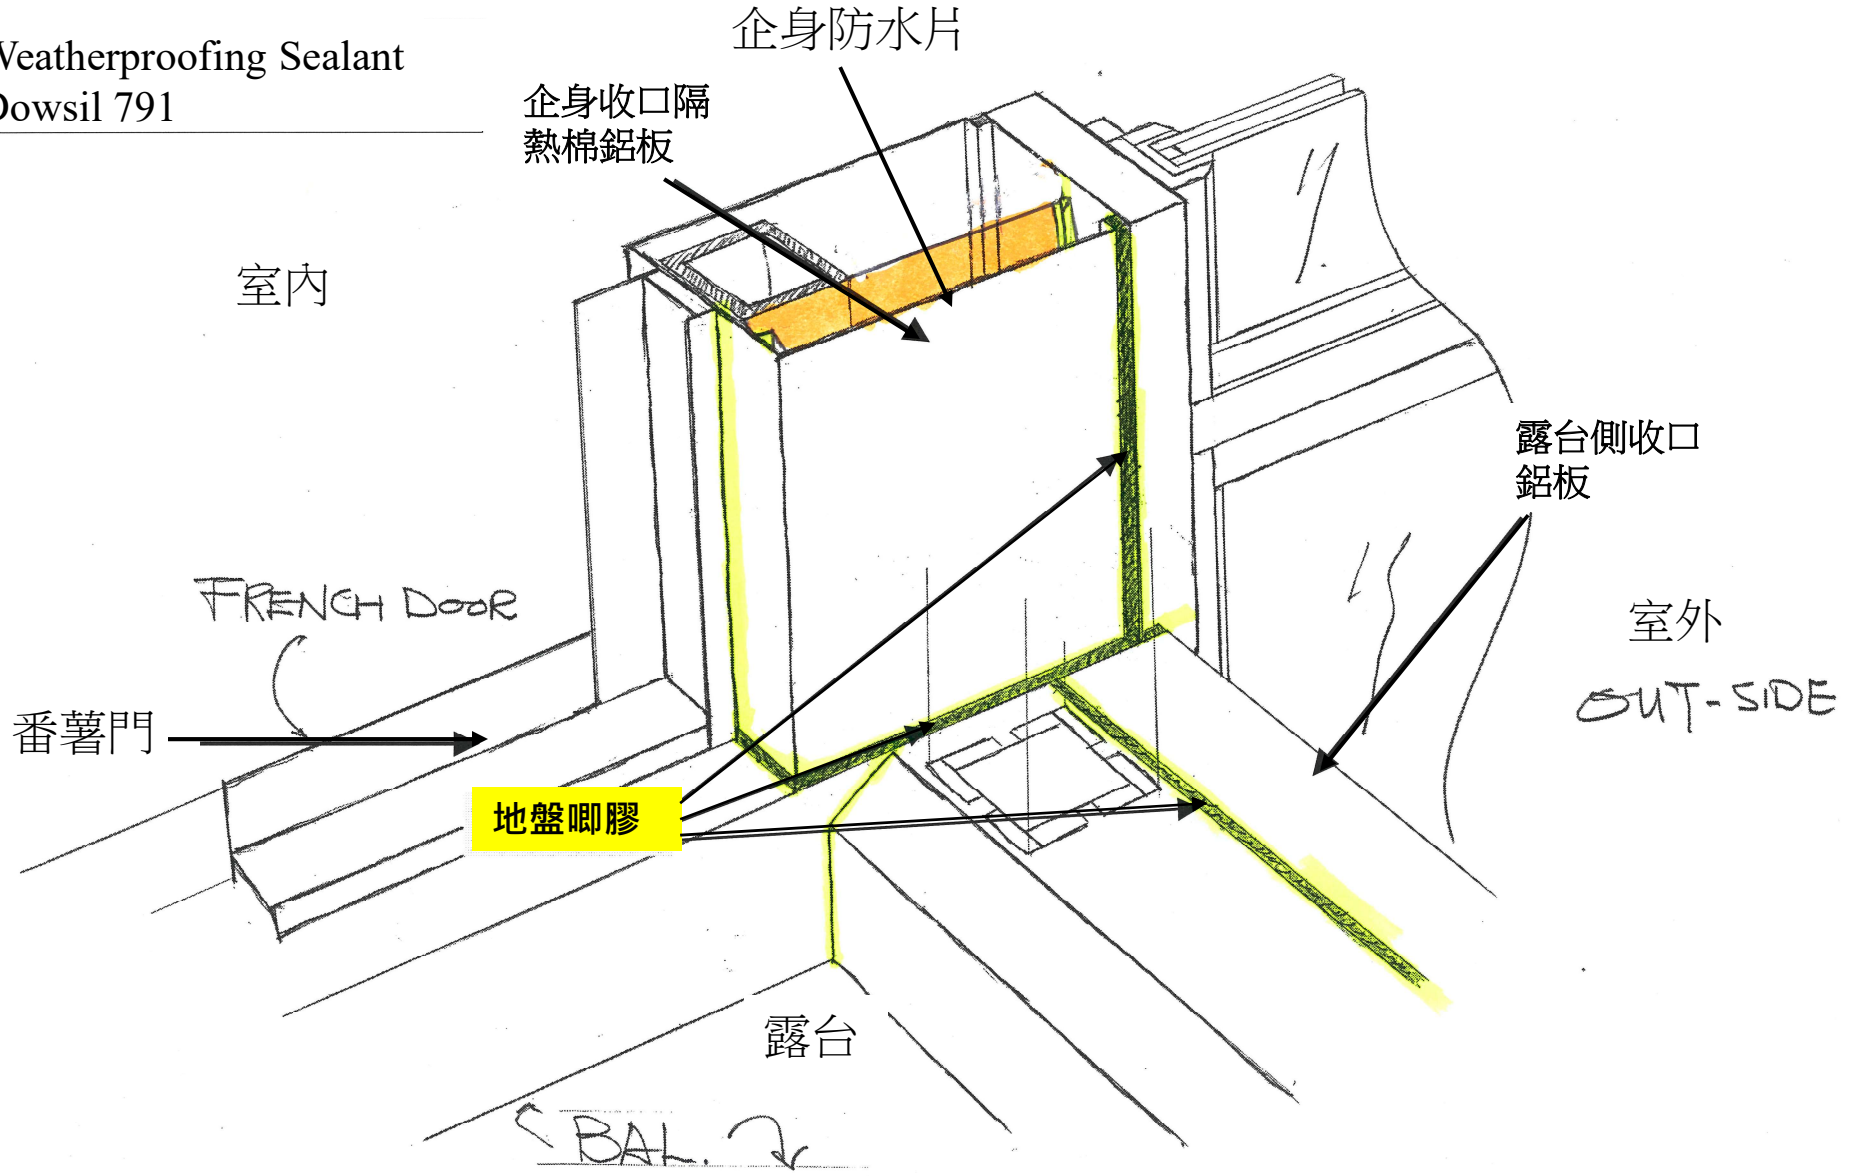 Weatherproofing Sealant
Dowsil 791
企身防水片
企身收口隔
熱棉鋁板
室內
露台側收口
鋁板
FRENCH DOOR
室外
OUT-SIDE
番薯門
地盤唧膠
露台
BAL.